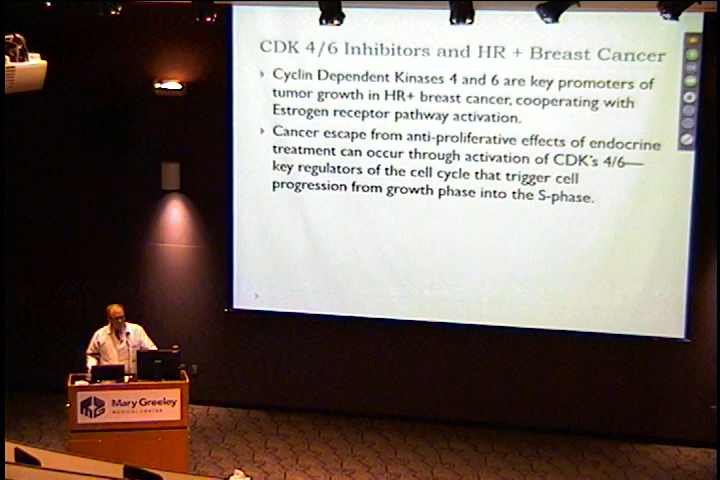 CDK 4/6 Inhibitors and HR + Breast Cancer
Cyclin Dependent Kinases 4 and 6 are key promoters of
tumor growth in HR+ breast cancer, cooperating with
Estrogen receptor pathway activation.
Cancer escape from anti-proliferative effects of endocrine
treatment can occur through activation of CDK's 4/6—
key regulators of the cell cycle that trigger cell
progression from growth phase into the S-phase.
Mary Greeley
MEDICAL CENTER